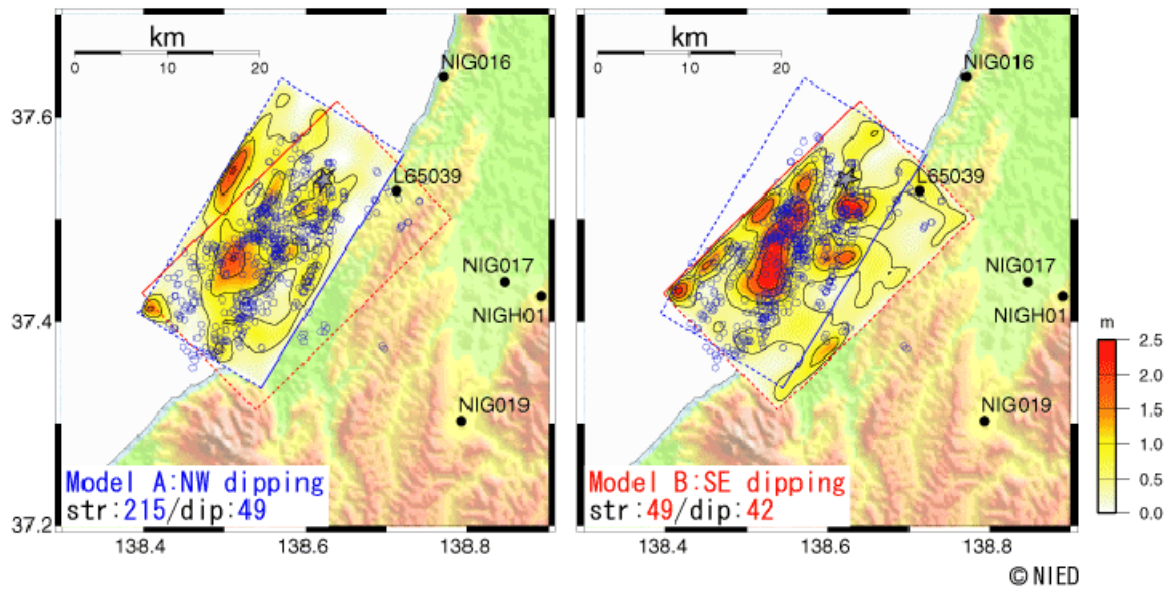 km
0 10 20
NIG016
37.6
L65039
NIG017
NIGH01
37.4
NIG019
Model A:NW dipping
str:215/dip:49
37.2
138.4 138.6 138.8
km
0 10 20
NIG016
L65039
NIG017
NIGH01
NIG019
Model B:SE dipping
str:49/dip:42
138.4 138.6 138.8
m
2.5
2.0
1.5
1.0
0.5
0.0
© NIED